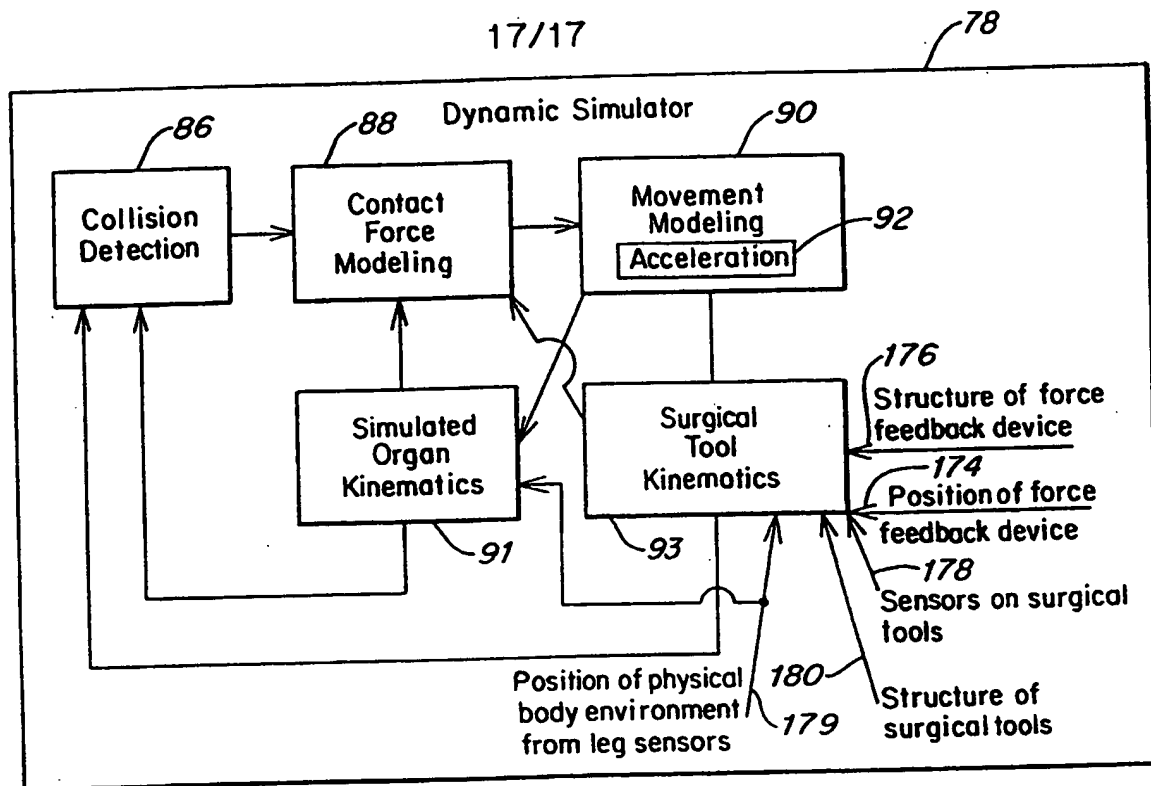 17/17
78
Dynamic Simulator
86
88
90
Collision
Detection
Contact
Force
Modeling
Movement
Modeling
92
Acceleration
176
Structure of force
feedback device
174
Position of force
feedback device
Simulated
Organ
Kinematics
Surgical
Tool
Kinematics
91
93
178
Sensors on surgical
tools
Position of physical
body environment
from leg sensors
179
180
Structure of
surgical tools